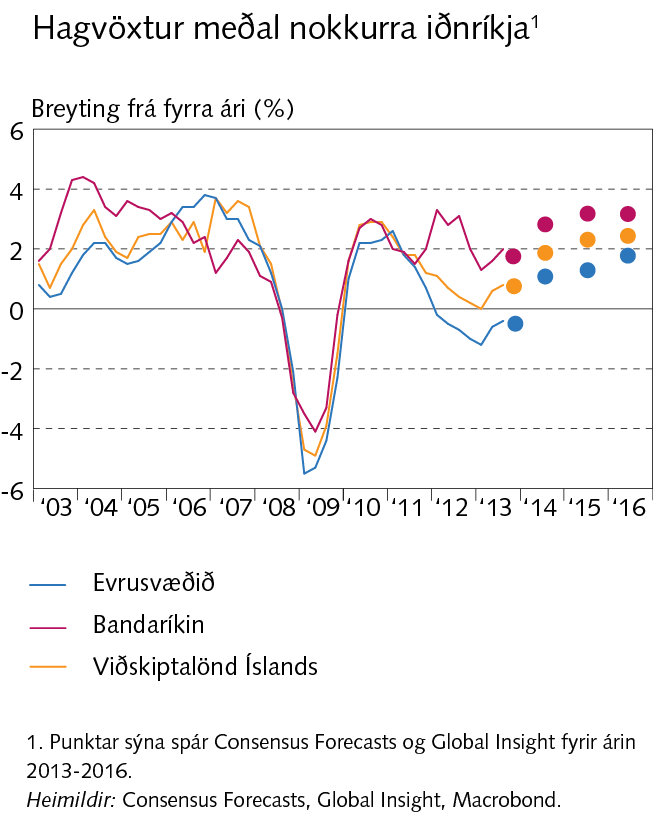 Hagvöxtur meðal nokkurra iðnríkja¹
Breyting frá fyrra ári (%)
6
4
2
0
-2
-4
-6
‘03 ‘04 ‘05 ‘06 ‘07 ‘08 ‘09 ‘10 ‘11 ‘12 ‘13 ‘14 ‘15 ‘16
Evrusvæðið
Bandaríkin
Viðskiptalönd Íslands
1. Punktar sýna spár Consensus Forecasts og Global Insight fyrir árin
2013-2016.
Heimildir: Consensus Forecasts, Global Insight, Macrobond.